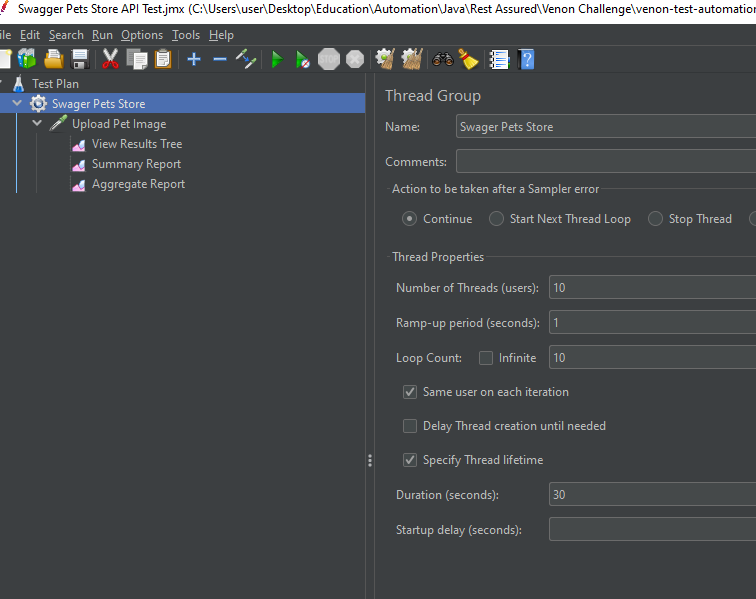 Swagger Pets Store API Test.jmx (C:\Users\user\Desktop\Education\Automation\Java\Rest Assured\Venon Challenge\venon-test-automation
ile Edit Search Run Options Tools Help
STOP
Test Plan
Swager Pets Store
Upload Pet Image
View Results Tree
Summary Report
Aggregate Report
Thread Group
Name: Swager Pets Store
Comments:
Action to be taken after a Sampler error
Continue Start Next Thread Loop Stop Thread
Thread Properties
Number of Threads (users): 10
Ramp-up period (seconds): 1
Loop Count: Infinite 10
Same user on each iteration
Delay Thread creation until needed
Specify Thread lifetime
Duration (seconds): 30
Startup delay (seconds):